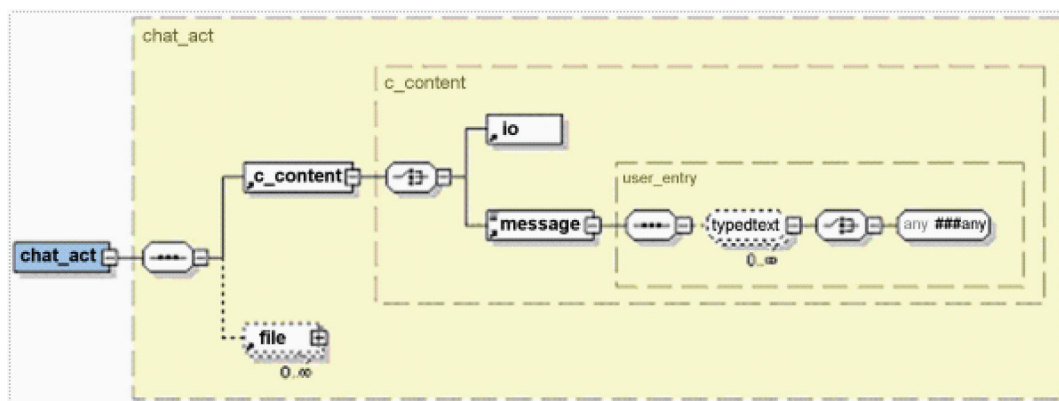 chat_act
c_content
io
c_content
user_entry
message
typedtext
any ###any
0..∞
chat_act
file
0..∞